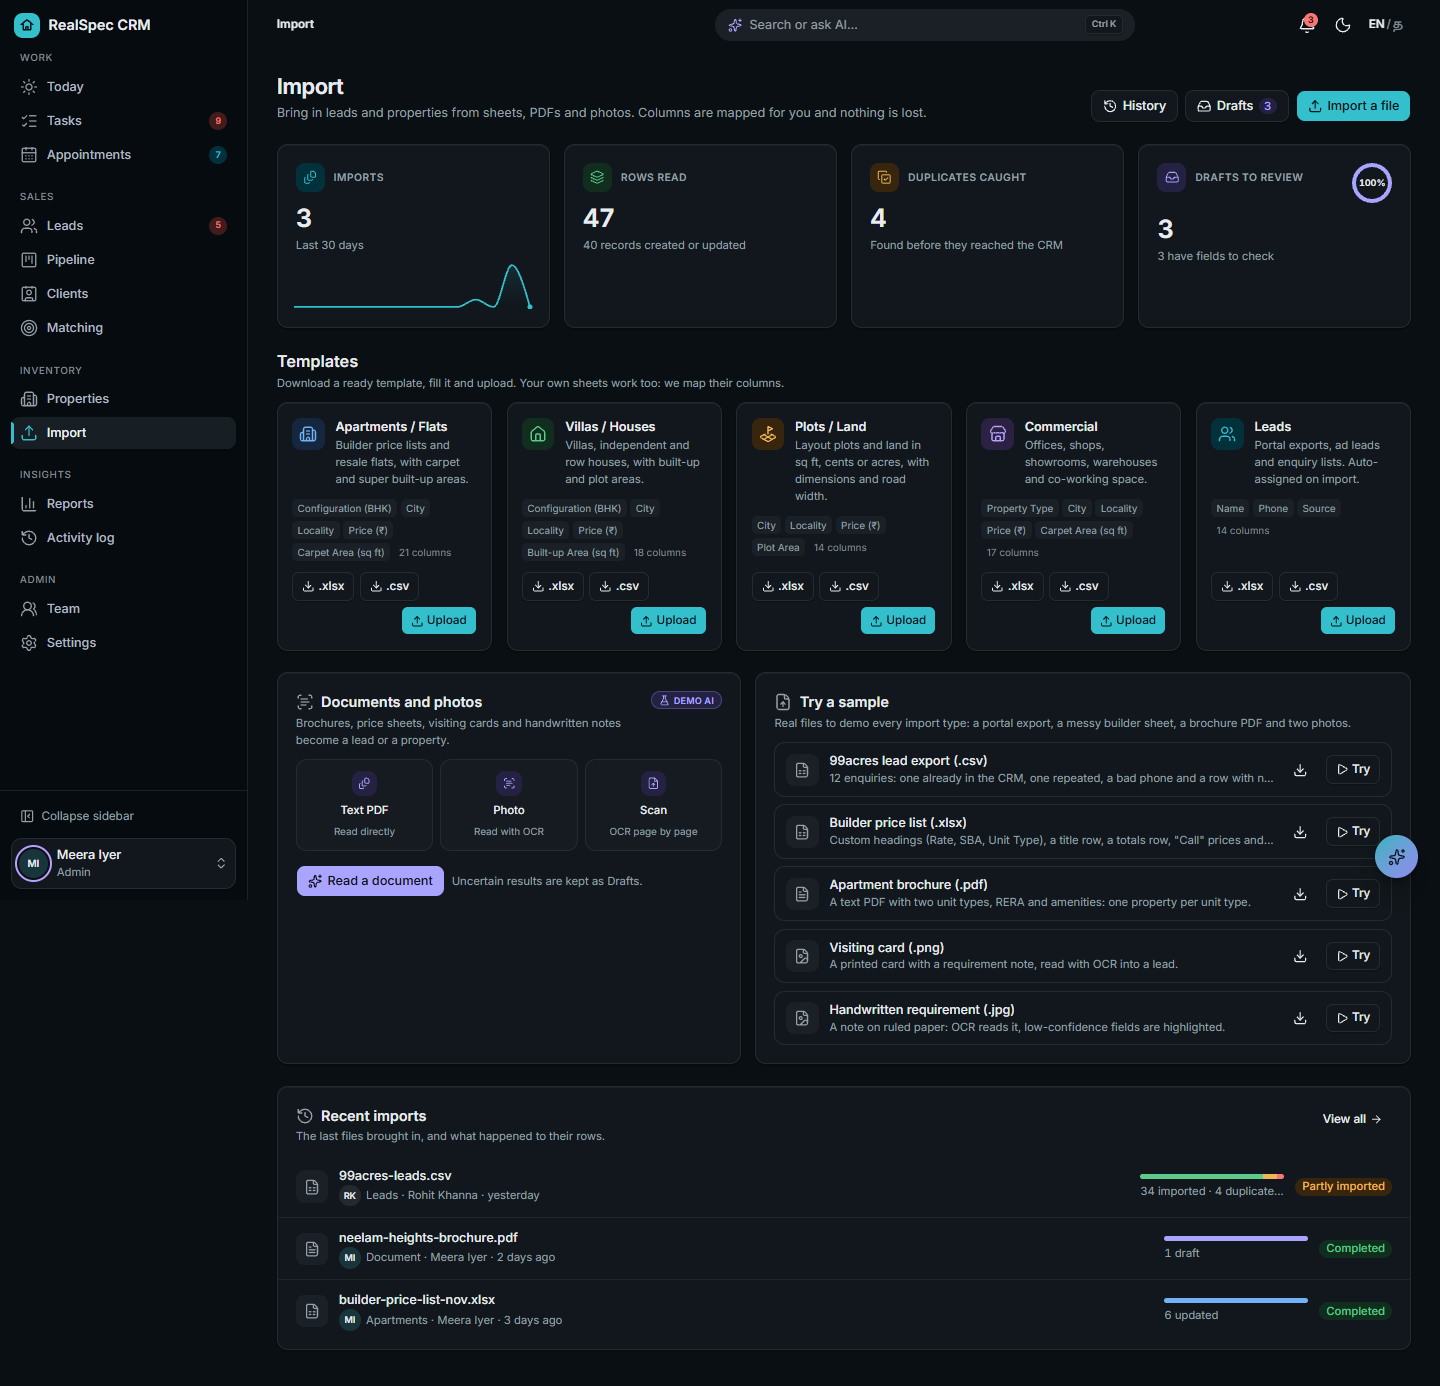 RealSpec CRM
Import
Search or ask AI...
Ctrl K
3
EN / த
WORK
Today
Tasks
9
Appointments
7
SALES
Leads
5
Pipeline
Clients
Matching
INVENTORY
Properties
Import
INSIGHTS
Reports
Activity log
ADMIN
Team
Settings
Collapse sidebar
MI
Meera Iyer
Admin
Import
Bring in leads and properties from sheets, PDFs and photos. Columns are mapped for you and nothing is lost.
History
Drafts 3
Import a file
IMPORTS
3
Last 30 days
ROWS READ
47
40 records created or updated
DUPLICATES CAUGHT
4
Found before they reached the CRM
DRAFTS TO REVIEW
100%
3
3 have fields to check
Templates
Download a ready template, fill it and upload. Your own sheets work too: we map their columns.
Apartments / Flats
Builder price lists and
resale flats, with carpet
and super built-up areas.
Configuration (BHK) City
Locality Price (₹)
Carpet Area (sq ft) 21 columns
.xlsx .csv
Upload
Villas / Houses
Villas, independent and
row houses, with built-up
and plot areas.
Configuration (BHK) City
Locality Price (₹)
Built-up Area (sq ft) 18 columns
.xlsx .csv
Upload
Plots / Land
Layout plots and land in
sq ft, cents or acres, with
dimensions and road
width.
City Locality Price (₹)
Plot Area 14 columns
.xlsx .csv
Upload
Commercial
Offices, shops,
showrooms, warehouses
and co-working space.
Property Type City Locality
Price (₹) Carpet Area (sq ft)
17 columns
.xlsx .csv
Upload
Leads
Portal exports, ad leads
and enquiry lists. Auto-
assigned on import.
Name Phone Source
14 columns
.xlsx .csv
Upload
Documents and photos
DEMO AI
Brochures, price sheets, visiting cards and handwritten notes
become a lead or a property.
Text PDF
Read directly
Photo
Read with OCR
Scan
OCR page by page
Read a document
Uncertain results are kept as Drafts.
Try a sample
Real files to demo every import type: a portal export, a messy builder sheet, a brochure PDF and two photos.
99acres lead export (.csv)
12 enquiries: one already in the CRM, one repeated, a bad phone and a row with n...
Try
Builder price list (.xlsx)
Custom headings (Rate, SBA, Unit Type), a title row, a totals row, "Call" prices and...
Try
Apartment brochure (.pdf)
A text PDF with two unit types, RERA and amenities: one property per unit type.
Try
Visiting card (.png)
A printed card with a requirement note, read with OCR into a lead.
Try
Handwritten requirement (.jpg)
A note on ruled paper: OCR reads it, low-confidence fields are highlighted.
Try
Recent imports
The last files brought in, and what happened to their rows.
View all
99acres-leads.csv
RK Leads · Rohit Khanna · yesterday
34 imported · 4 duplicate...
Partly imported
neelam-heights-brochure.pdf
MI Document · Meera Iyer · 2 days ago
1 draft
Completed
builder-price-list-nov.xlsx
MI Apartments · Meera Iyer · 3 days ago
6 updated
Completed